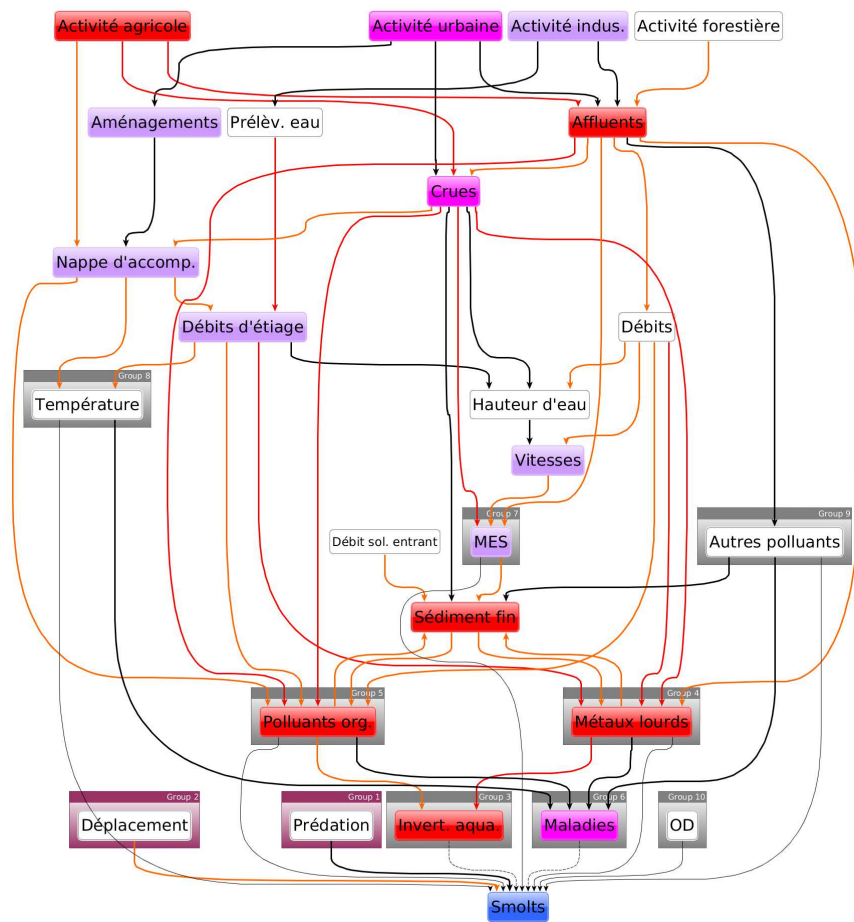 Activité agricole
Activité urbaine
Activité indus.
Activité forestière
Aménagements
Prélèv. eau
Affluents
Crues
Nappe d'accomp.
Débits d'étiage
Débits
Group 8
Température
Hauteur d'eau
Vitesses
Group 7
MES
Group 9
Autres polluants
Débit sol. entrant
Sédiment fin
Group 5
Polluants org.
Group 4
Métaux lourds
Group 2
Déplacement
Group 1
Prédation
Group 3
Invert. aqua.
Group 6
Maladies
Group 10
OD
Smolts